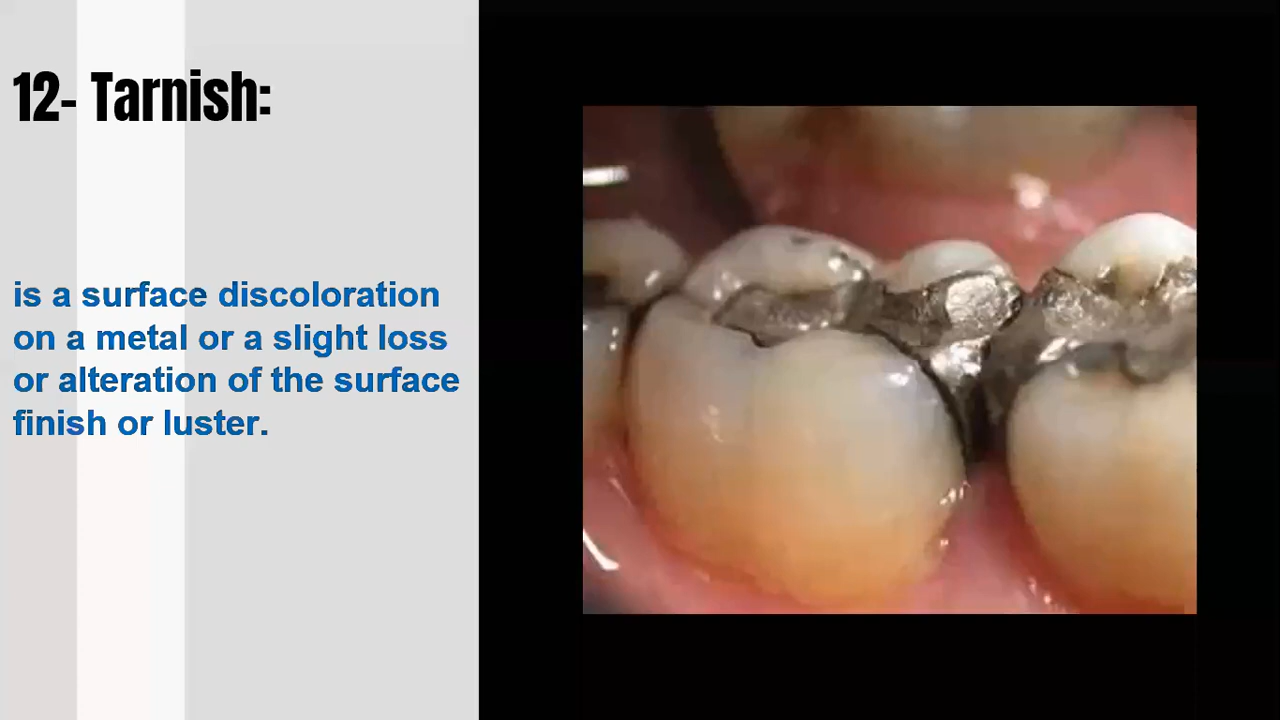 12- Tarnish:
is a surface discoloration
on a metal or a slight loss
or alteration of the surface
finish or luster.